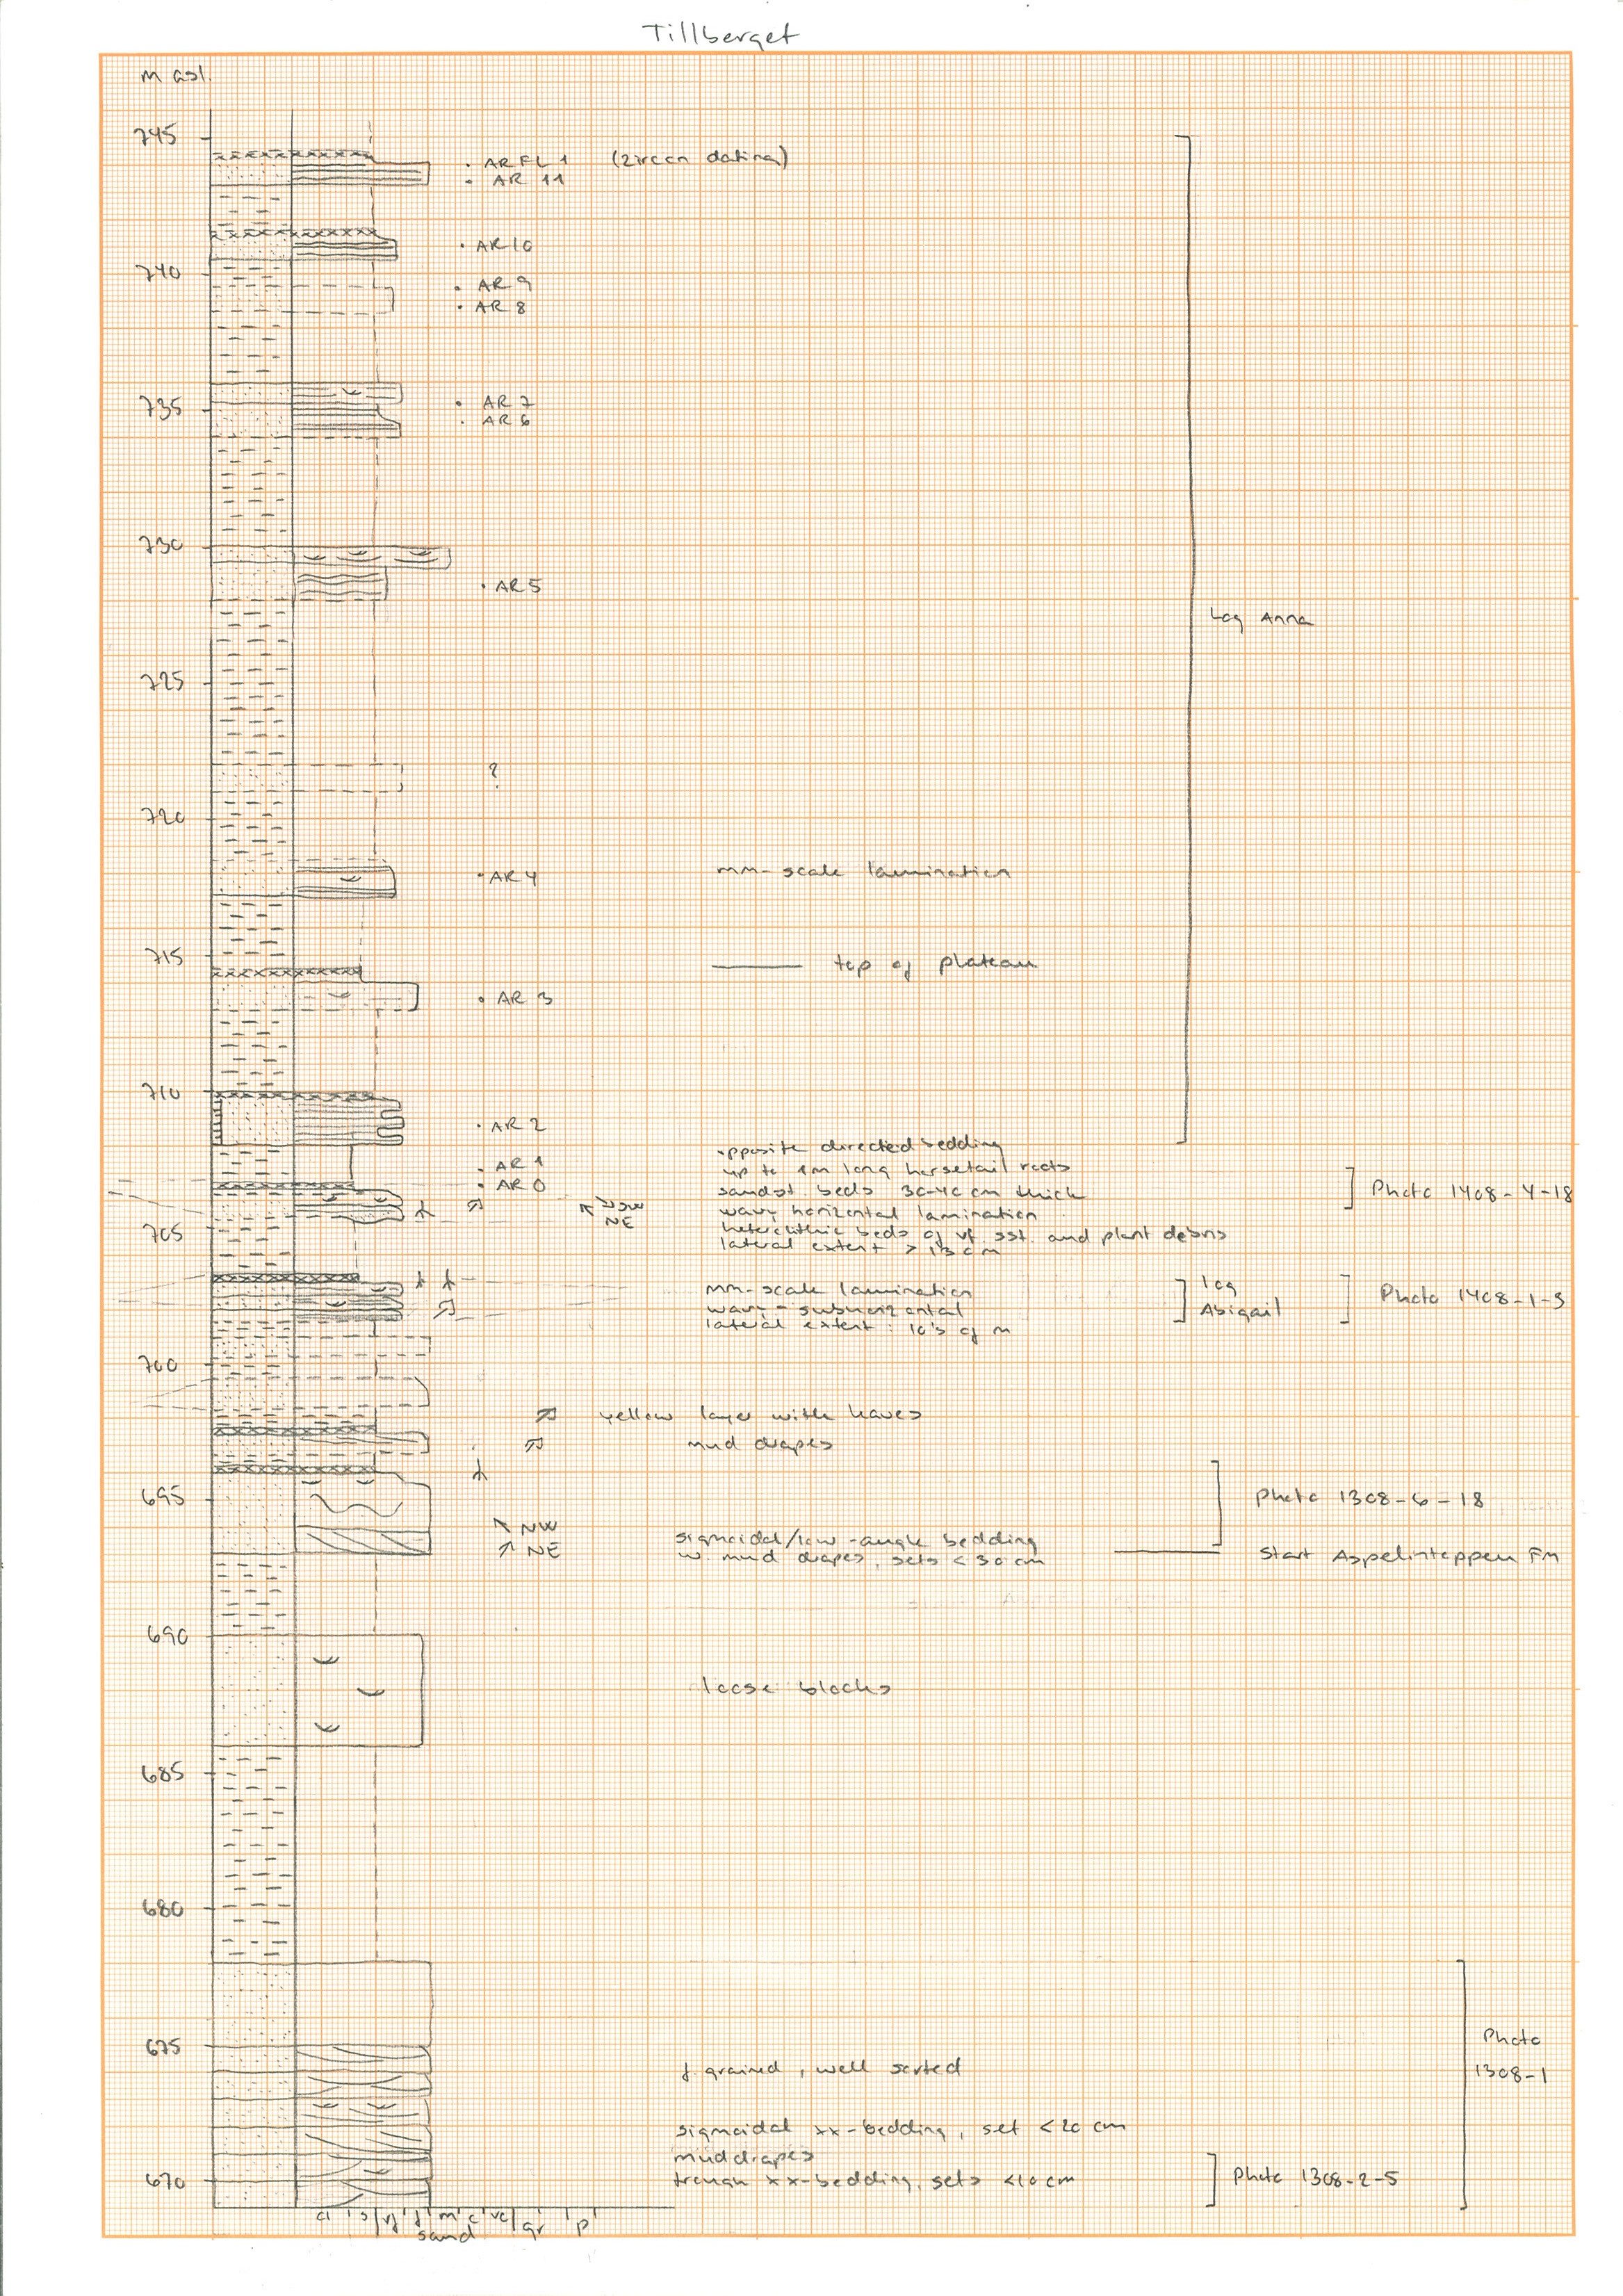 Tillberget
m asl.
745
• ARFL 1 (zircon dating)
• AR 11
• AR 10
740
• AR 9
• AR 8
735
• AR 7
• AR 6
730
• AR 5
Log Anna
725
?
720
• AR 4
mm-scale lamination
715
top of plateau
• AR 3
710
• AR 2
opposite directed bedding
• AR 1
up to 1m long horsetail roots
• AR 0
sandst. beds 30-40 cm thick
Photo 1408-4-18
NE
wavy horizontal lamination
705
heterolithic beds of vf. sst. and plant debris
lateral extent > 13 cm
mm-scale lamination
log
Abigail
Photo 1408-1-3
wavy - subhorizontal
lateral extent : 10's of m
700
yellow layer with leaves
mud drapes
695
Photo 1308-6-18
NW
NE
sigmoidal/low-angle bedding
w. mud drapes, sets < 30 cm
Start Aspelintoppen Fm
690
loose blocks
685
680
675
Photo
1308-1
f. grained, well sorted
sigmoidal xx-bedding, set < 20 cm
mud drapes
670
trough xx-bedding, sets <10 cm
Photo 1308-2-5
cl s vf f m c vc gr p
sand